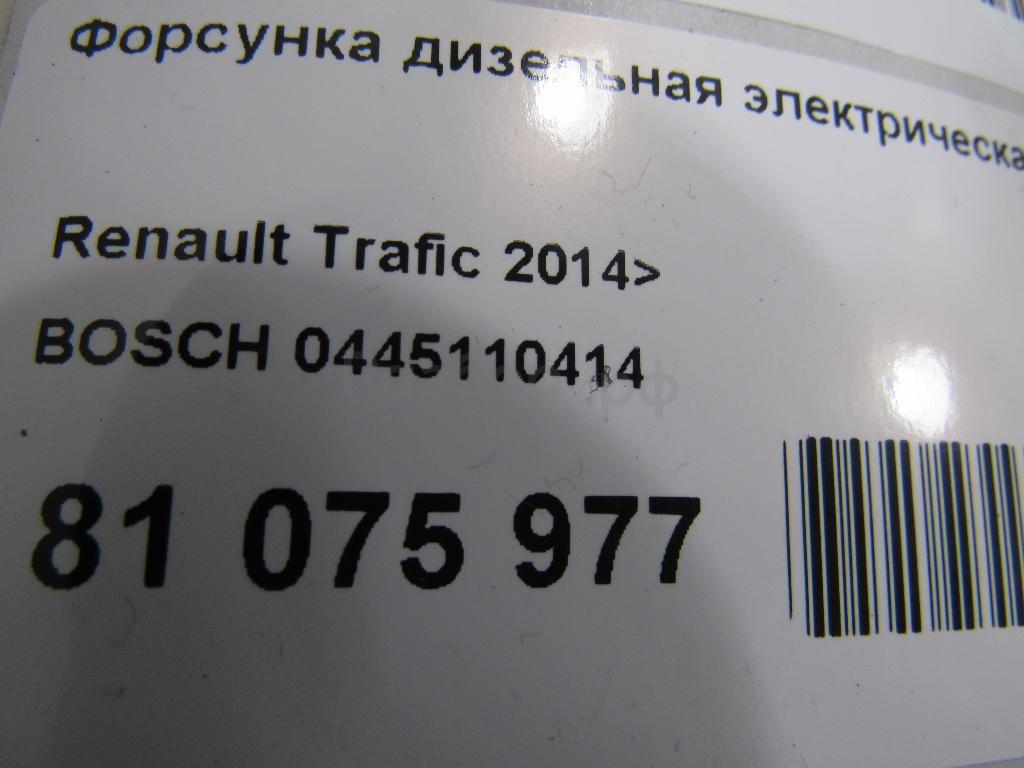 Форсунка дизельная электрическа
Renault Trafic 2014>
BOSCH 0445110414
81 075 977